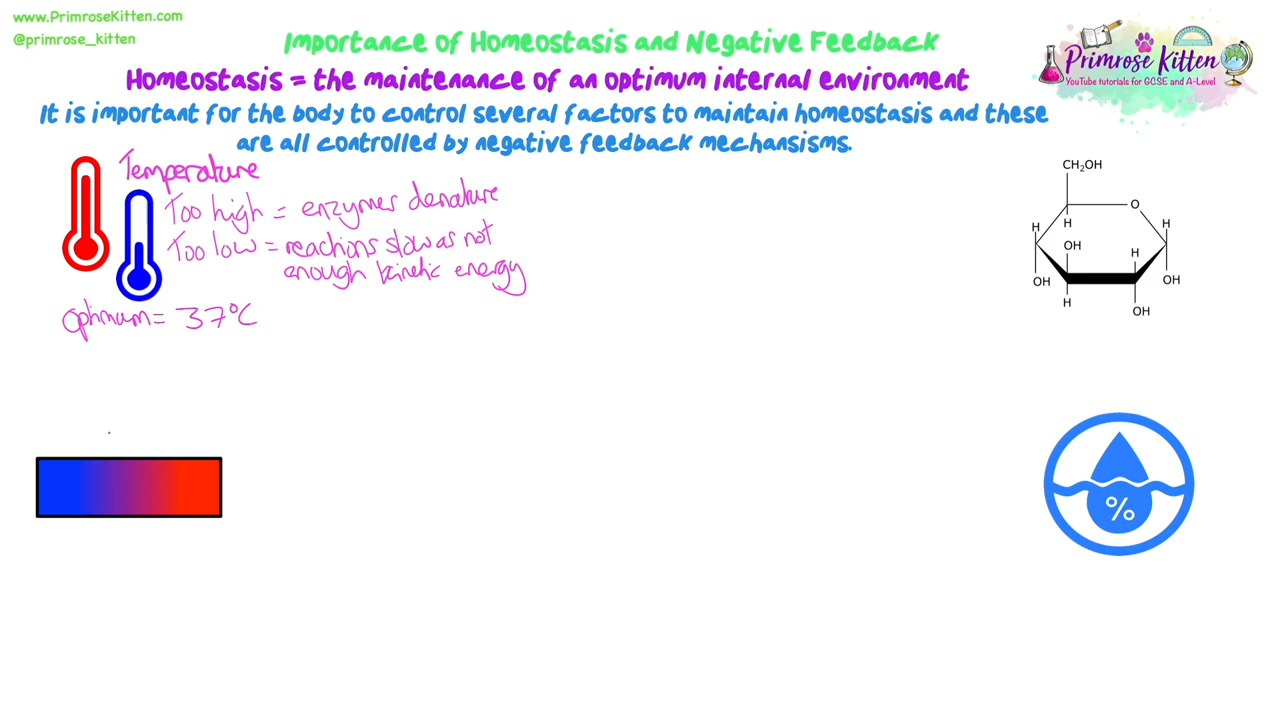 www.PrimroseKitten.com
@primrose_kitten
Importance of Homeostasis and Negative Feedback
Primrose Kitten
YouTube tutorials for GCSE and A-Level
Homeostasis = the maintenance of an optimum internal environment
It is important for the body to control several factors to maintain homeostasis and these
are all controlled by negative feedback mechansisms.
Temperature
Too high = enzymes denature
Too low = reactions slow as not
enough kinetic energy
Optimum = 37°C
CH₂OH
O
H
H
H
OH
H
OH
OH
H
OH
%